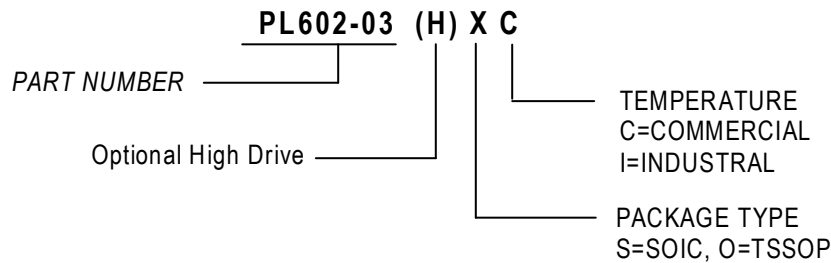 PL602-03 (H) X C
PART NUMBER
TEMPERATURE
C=COMMERCIAL
I=INDUSTRAL
Optional High Drive
PACKAGE TYPE
S=SOIC, O=TSSOP